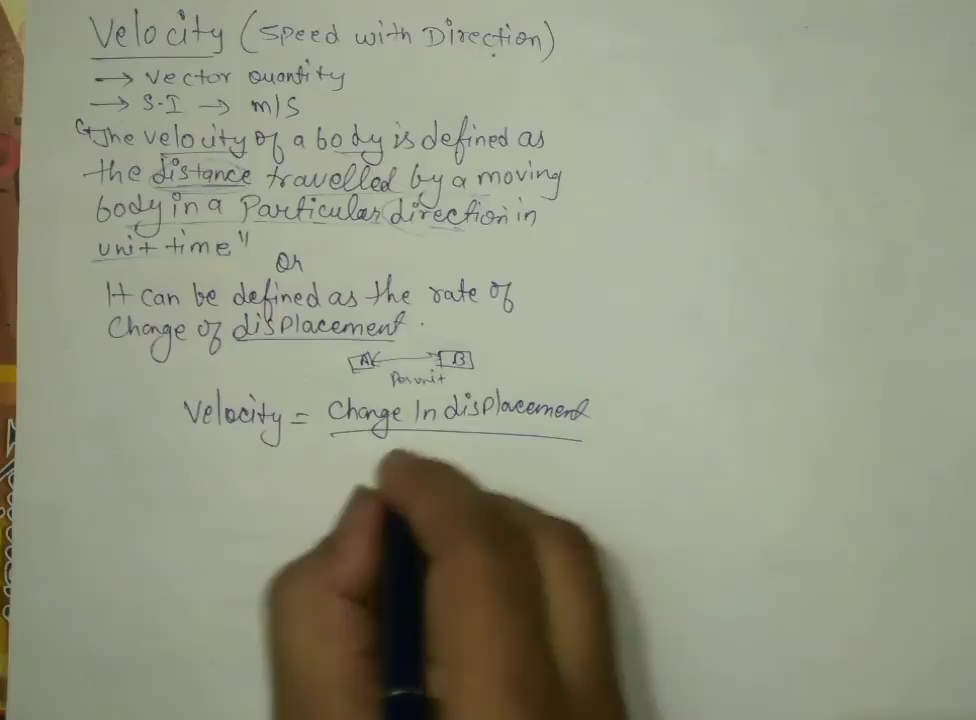 Velocity (Speed with Direction)
→ Vector quantity
→ S.I → m/s
"The velocity of a body is defined as
the distance travelled by a moving
body in a Particular direction in
unit time"
or
It can be defined as the rate of
Change of displacement.
A B
Per unit
Velocity = Change In displacement